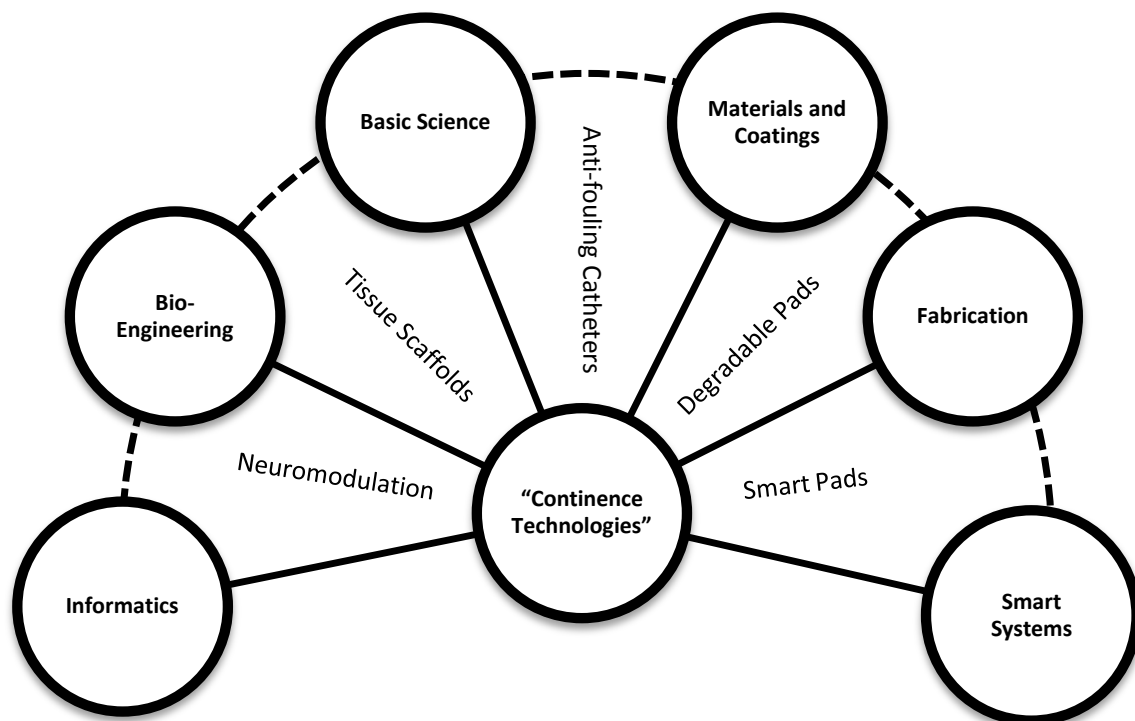 Basic Science
Materials and
Coatings
Anti-fouling Catheters
Bio-
Engineering
Tissue Scaffolds
Degradable Pads
Fabrication
Neuromodulation
"Continence
Technologies"
Smart Pads
Informatics
Smart
Systems